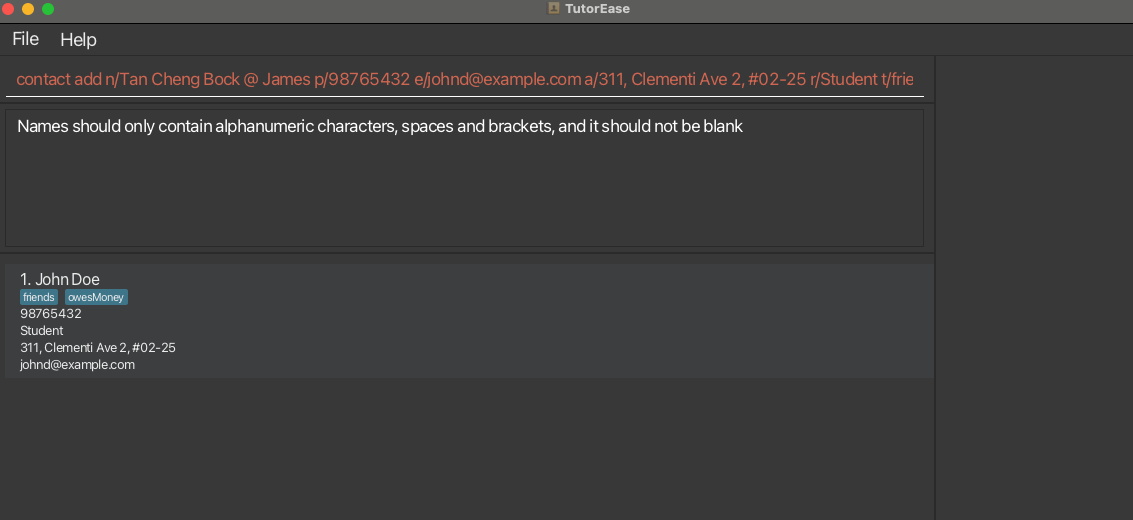 TutorEase
File Help
contact add n/Tan Cheng Bock @ James p/98765432 e/johnd@example.com a/311, Clementi Ave 2, #02-25 r/Student t/frie
Names should only contain alphanumeric characters, spaces and brackets, and it should not be blank
1. John Doe
friends owesMoney
98765432
Student
311, Clementi Ave 2, #02-25
johnd@example.com